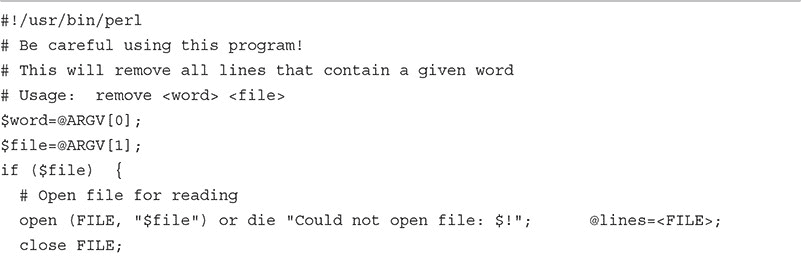 #!/usr/bin/perl
# Be careful using this program!
# This will remove all lines that contain a given word
# Usage:  remove <word> <file>
$word=@ARGV[0];
$file=@ARGV[1];
if ($file)  {
  # Open file for reading
  open (FILE, "$file") or die "Could not open file: $!";      @lines=<FILE>;
  close FILE;